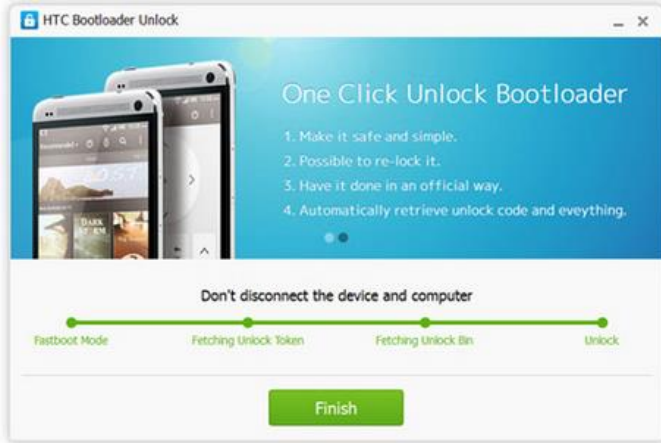 HTC Bootloader Unlock
One Click Unlock Bootloader
1. Make it safe and simple.
2. Possible to re-lock it.
3. Have it done in an official way.
4. Automatically retrieve unlock code and eveything.
DARK
Don't disconnect the device and computer
Fastboot Mode
Fetching Unlock Token
Fetching Unlock Bin
Unlock
Finish